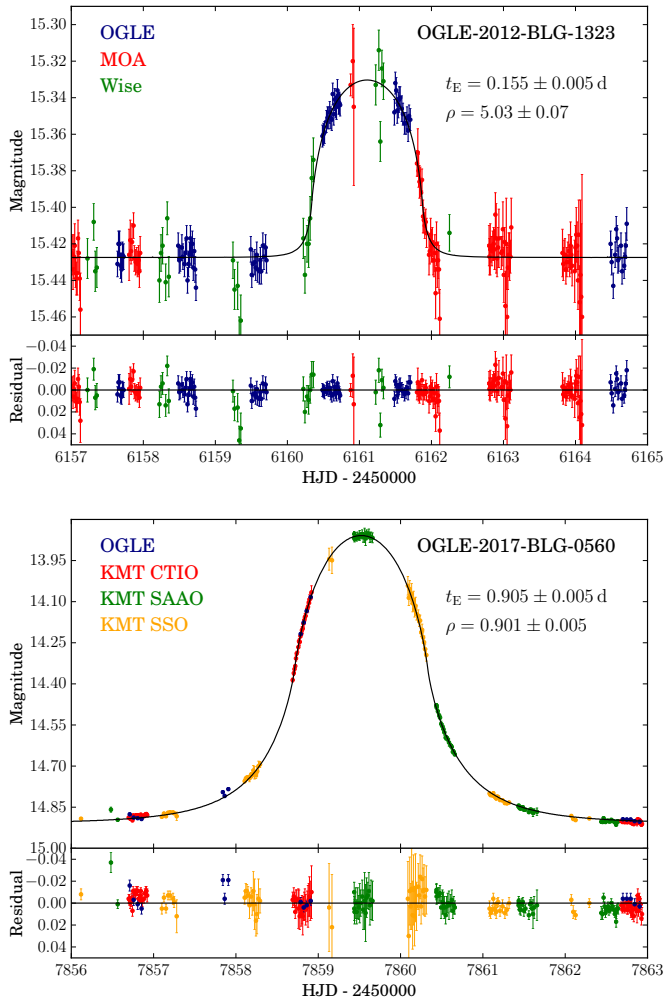 OGLE
MOA
Wise
OGLE-2012-BLG-1323
tE = 0.155 ± 0.005 d
ρ = 5.03 ± 0.07
Magnitude
15.30
15.32
15.34
15.36
15.38
15.40
15.42
15.44
15.46
Residual
−0.04
−0.02
0.00
0.02
0.04
6157 6158 6159 6160 6161 6162 6163 6164 6165
HJD - 2450000
OGLE
KMT CTIO
KMT SAAO
KMT SSO
OGLE-2017-BLG-0560
tE = 0.905 ± 0.005 d
ρ = 0.901 ± 0.005
Magnitude
13.95
14.10
14.25
14.40
14.55
14.70
14.85
15.00
Residual
−0.04
−0.02
0.00
0.02
0.04
7856 7857 7858 7859 7860 7861 7862 7863
HJD - 2450000